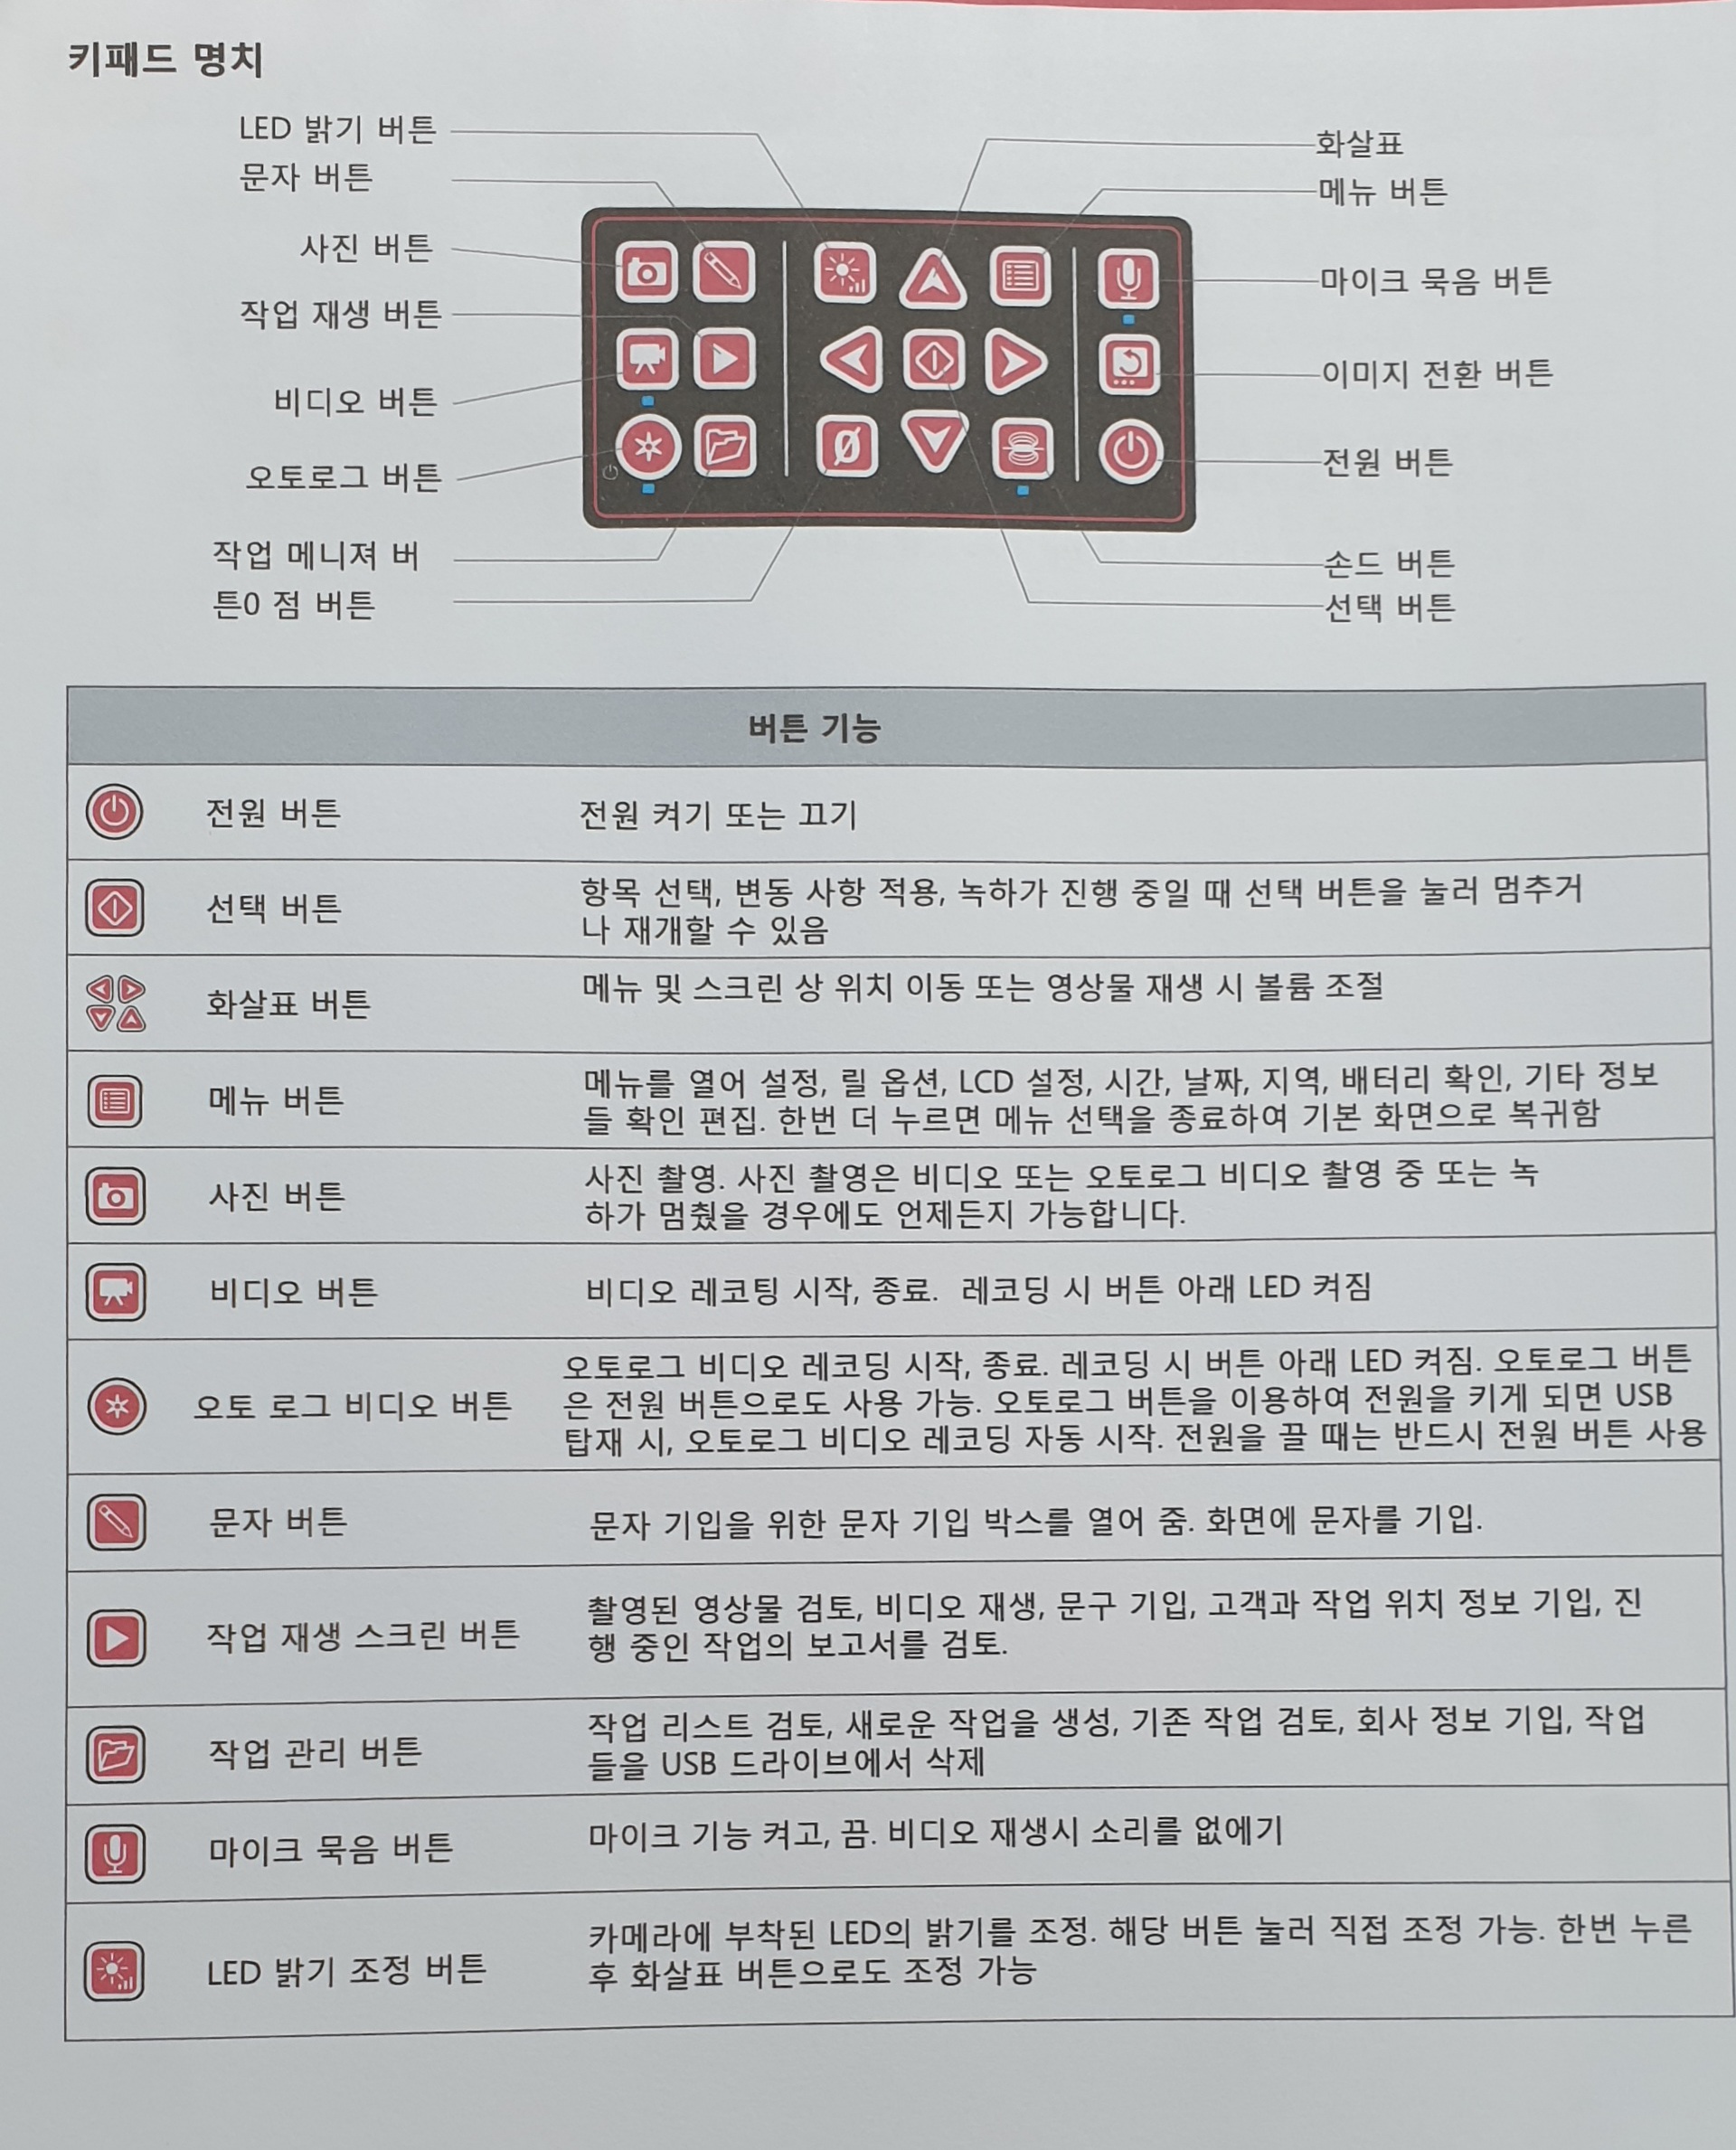 키패드 명치
LED 밝기 버튼
문자 버튼
사진 버튼
작업 재생 버튼
비디오 버튼
오토로그 버튼
작업 메니져 버
튼0 점 버튼
화살표
메뉴 버튼
마이크 묵음 버튼
이미지 전환 버튼
전원 버튼
손드 버튼
선택 버튼
버튼 기능
전원 버튼
전원 켜기 또는 끄기
선택 버튼
항목 선택, 변동 사항 적용, 녹하가 진행 중일 때 선택 버튼을 눌러 멈추거
나 재개할 수 있음
화살표 버튼
메뉴 및 스크린 상 위치 이동 또는 영상물 재생 시 볼륨 조절
메뉴 버튼
메뉴를 열어 설정, 릴 옵션, LCD 설정, 시간, 날짜, 지역, 배터리 확인, 기타 정보
들 확인 편집. 한번 더 누르면 메뉴 선택을 종료하여 기본 화면으로 복귀함
사진 버튼
사진 촬영. 사진 촬영은 비디오 또는 오토로그 비디오 촬영 중 또는 녹
하가 멈췄을 경우에도 언제든지 가능합니다.
비디오 버튼
비디오 레코팅 시작, 종료. 레코딩 시 버튼 아래 LED 켜짐
오토 로그 비디오 버튼
오토로그 비디오 레코딩 시작, 종료. 레코딩 시 버튼 아래 LED 켜짐. 오토로그 버튼
은 전원 버튼으로도 사용 가능. 오토로그 버튼을 이용하여 전원을 키게 되면 USB
탑재 시, 오토로그 비디오 레코딩 자동 시작. 전원을 끌 때는 반드시 전원 버튼 사용
문자 버튼
문자 기입을 위한 문자 기입 박스를 열어 줌. 화면에 문자를 기입.
작업 재생 스크린 버튼
촬영된 영상물 검토, 비디오 재생, 문구 기입, 고객과 작업 위치 정보 기입, 진
행 중인 작업의 보고서를 검토.
작업 관리 버튼
작업 리스트 검토, 새로운 작업을 생성, 기존 작업 검토, 회사 정보 기입, 작업
들을 USB 드라이브에서 삭제
마이크 묵음 버튼
마이크 기능 켜고, 끔. 비디오 재생시 소리를 없에기
LED 밝기 조정 버튼
카메라에 부착된 LED의 밝기를 조정. 해당 버튼 눌러 직접 조정 가능. 한번 누른
후 화살표 버튼으로도 조정 가능